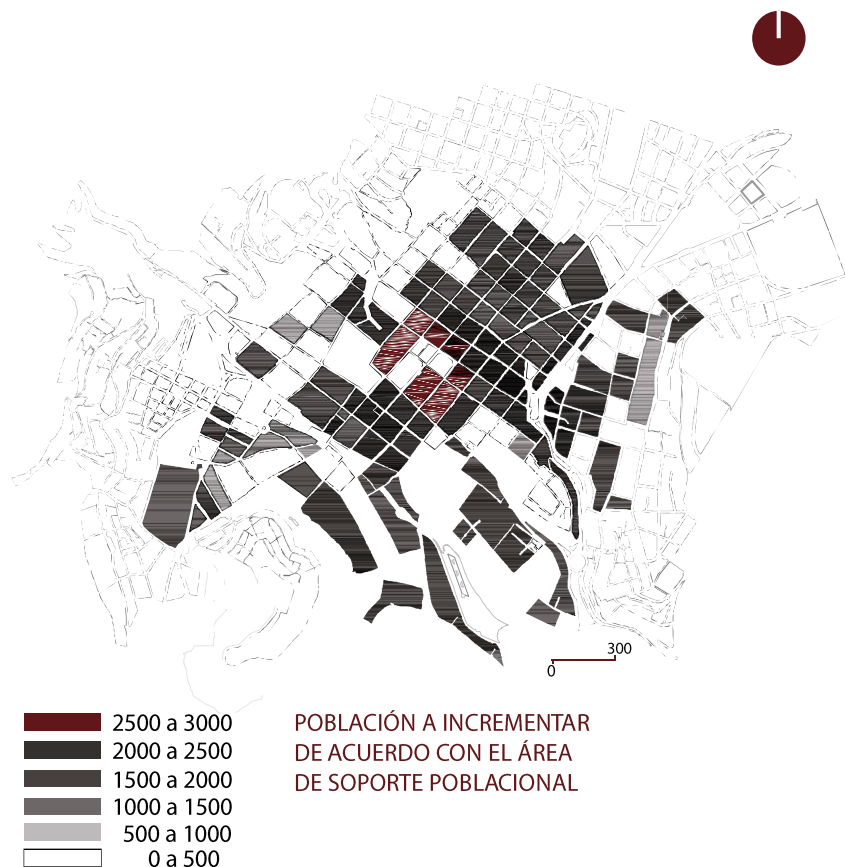 300
0
2500 a 3000
2000 a 2500
1500 a 2000
1000 a 1500
500 a 1000
0 a 500
POBLACIÓN A INCREMENTAR
DE ACUERDO CON EL ÁREA
DE SOPORTE POBLACIONAL